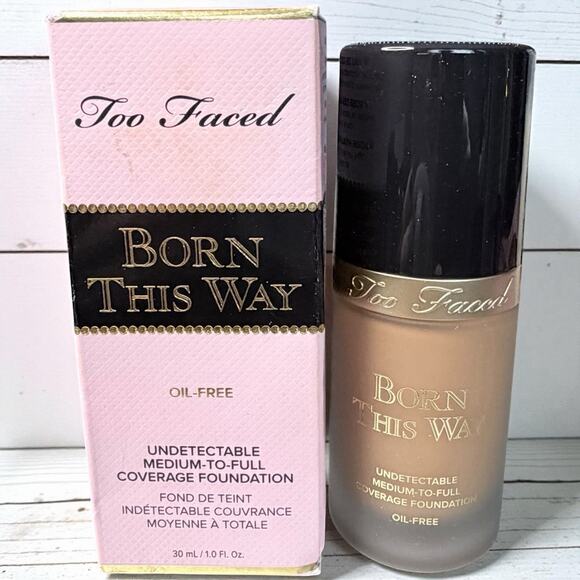 Too Faced
BORN
THIS WAY
OIL-FREE
UNDETECTABLE
MEDIUM-TO-FULL
COVERAGE FOUNDATION
FOND DE TEINT
INDÉTECTABLE COUVRANCE
MOYENNE À TOTALE
30 mL / 1.0 Fl. Oz.
Too Faced
BORN
THIS WAY
UNDETECTABLE
MEDIUM-TO-FULL
COVERAGE FOUNDATION
OIL-FREE